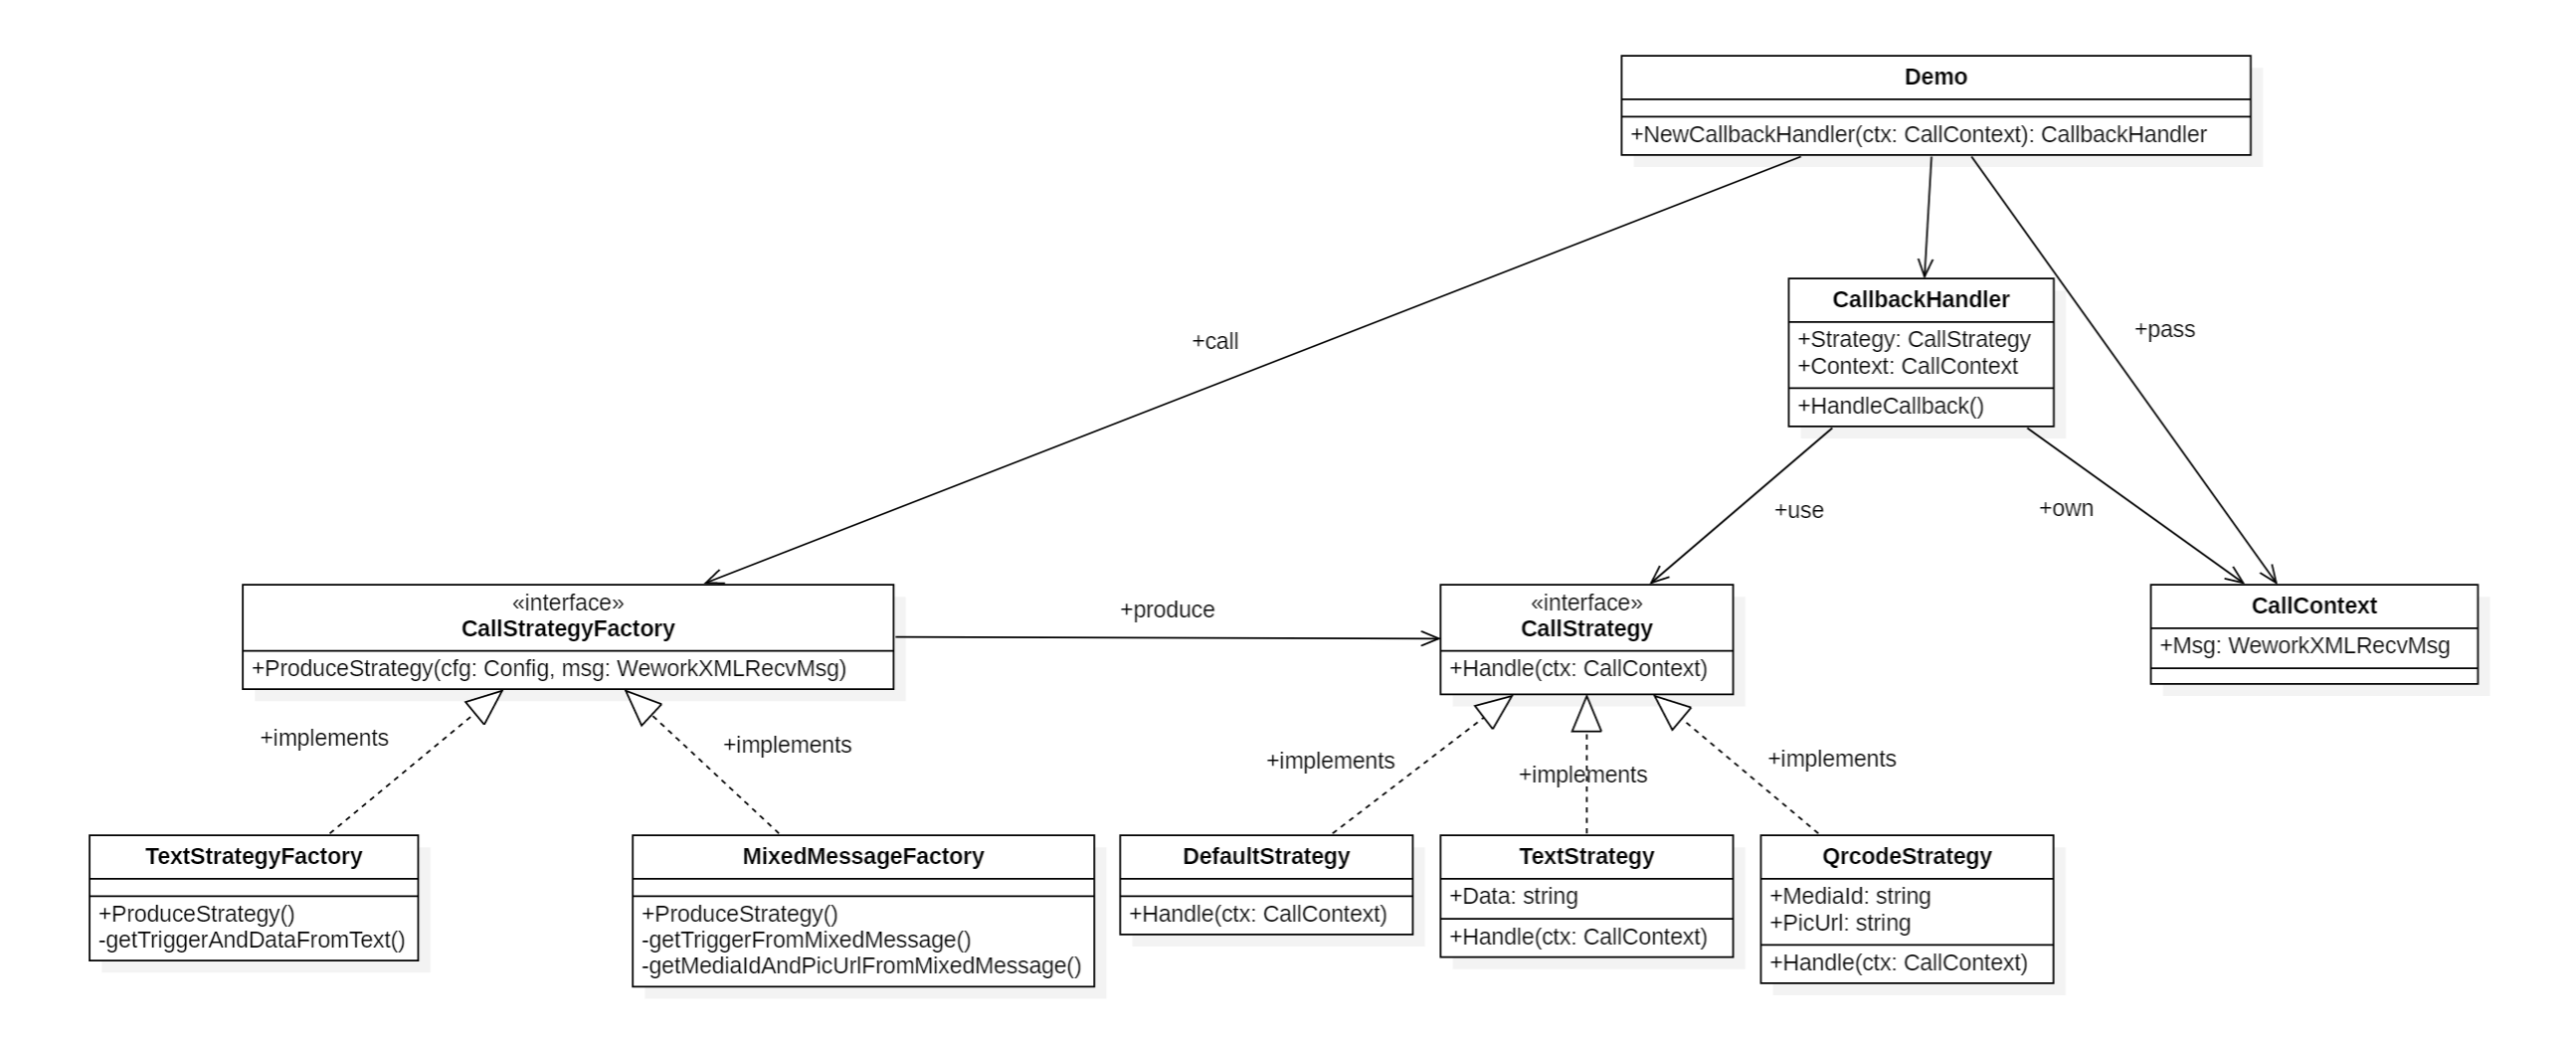 Demo
+NewCallbackHandler(ctx: CallContext): CallbackHandler
CallbackHandler
+Strategy: CallStrategy
+Context: CallContext
+HandleCallback()
+call
+pass
+use
+own
«interface»
CallStrategyFactory
+ProduceStrategy(cfg: Config, msg: WeworkXMLRecvMsg)
+produce
«interface»
CallStrategy
+Handle(ctx: CallContext)
CallContext
+Msg: WeworkXMLRecvMsg
+implements
+implements
+implements
+implements
+implements
TextStrategyFactory
+ProduceStrategy()
-getTriggerAndDataFromText()
MixedMessageFactory
+ProduceStrategy()
-getTriggerFromMixedMessage()
-getMediaIdAndPicUrlFromMixedMessage()
DefaultStrategy
+Handle(ctx: CallContext)
TextStrategy
+Data: string
+Handle(ctx: CallContext)
QrcodeStrategy
+MediaId: string
+PicUrl: string
+Handle(ctx: CallContext)